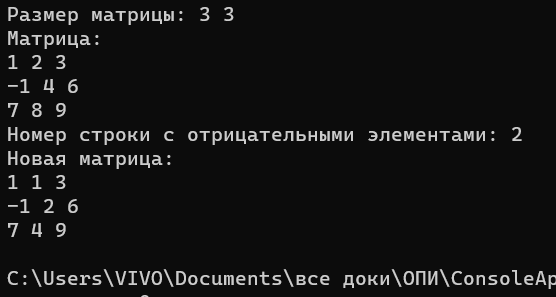 Размер матрицы: 3 3
Матрица:
1 2 3
-1 4 6
7 8 9
Номер строки с отрицательными элементами: 2
Новая матрица:
1 1 3
-1 2 6
7 4 9
C:\Users\VIVO\Documents\все доки\ОПИ\ConsoleAp